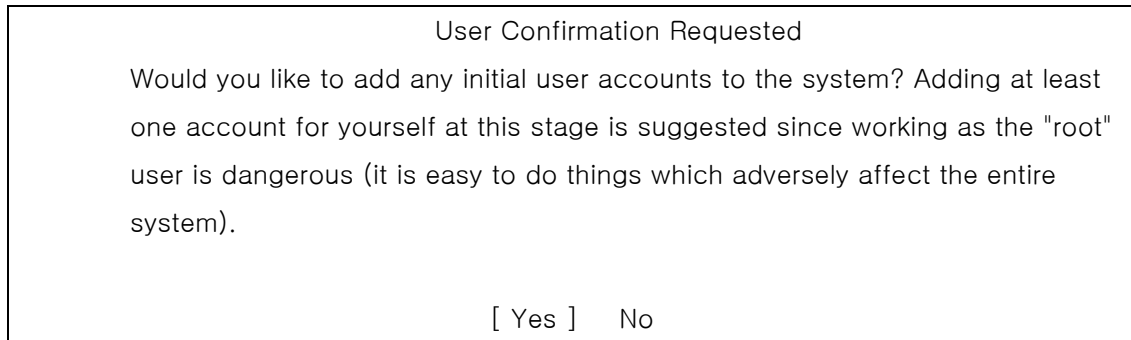 User Confirmation Requested
Would you like to add any initial user accounts to the system? Adding at least
one account for yourself at this stage is suggested since working as the "root"
user is dangerous (it is easy to do things which adversely affect the entire
system).
[ Yes ] No